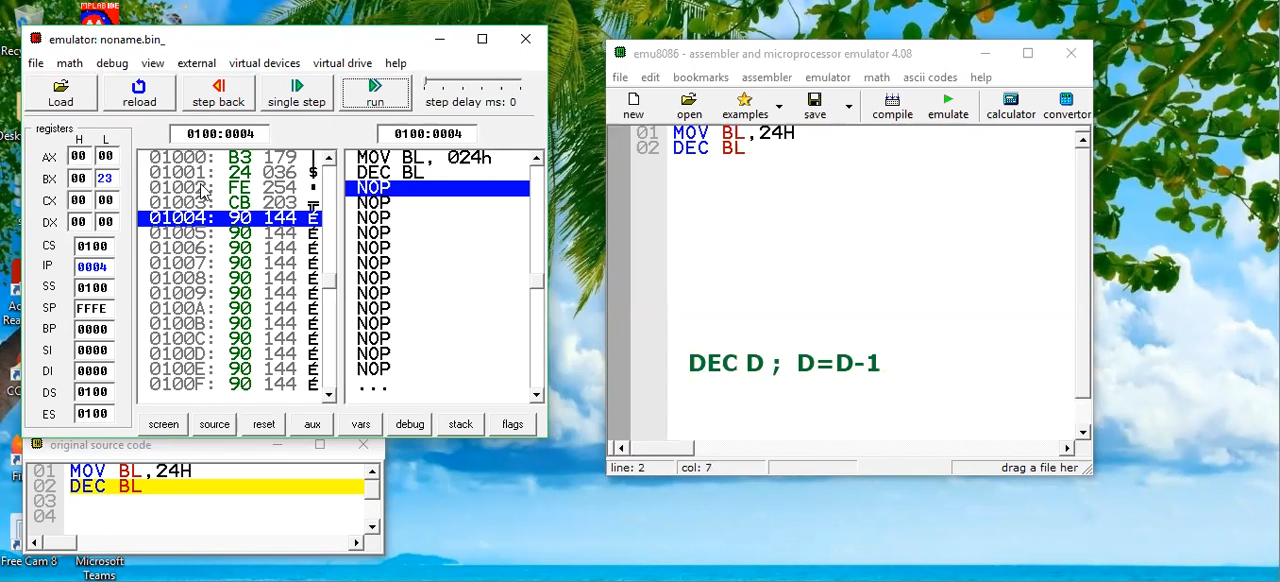 MPLAB IDE
emulator: noname.bin_
file math debug view external virtual devices virtual drive help
Load reload step back single step run step delay ms: 0
registers 0100:0004 0100:0004
H L
AX 00 00
BX 00 23
CX 00 00
DX 00 00
CS 0100
IP 0004
SS 0100
SP FFFE
BP 0000
SI 0000
DI 0000
DS 0100
ES 0100
01000: B3 179 |
01001: 24 036 $
01002: FE 254 ▪
01003: CB 203 ╦
01004: 90 144 É
01005: 90 144 É
01006: 90 144 É
01007: 90 144 É
01008: 90 144 É
01009: 90 144 É
0100A: 90 144 É
0100B: 90 144 É
0100C: 90 144 É
0100D: 90 144 É
0100E: 90 144 É
0100F: 90 144 É
MOV BL, 024h
DEC BL
NOP
NOP
NOP
NOP
NOP
NOP
NOP
NOP
NOP
NOP
NOP
NOP
NOP
...
screen source reset aux vars debug stack flags
original source code
01 MOV BL,24H
02 DEC BL
03
04
Free Cam 8
Microsoft
Teams
emu8086 - assembler and microprocessor emulator 4.08
file edit bookmarks assembler emulator math ascii codes help
new open examples save compile emulate calculator convertor
01 MOV BL,24H
02 DEC BL
DEC D ; D=D-1
line: 2 col: 7 drag a file her